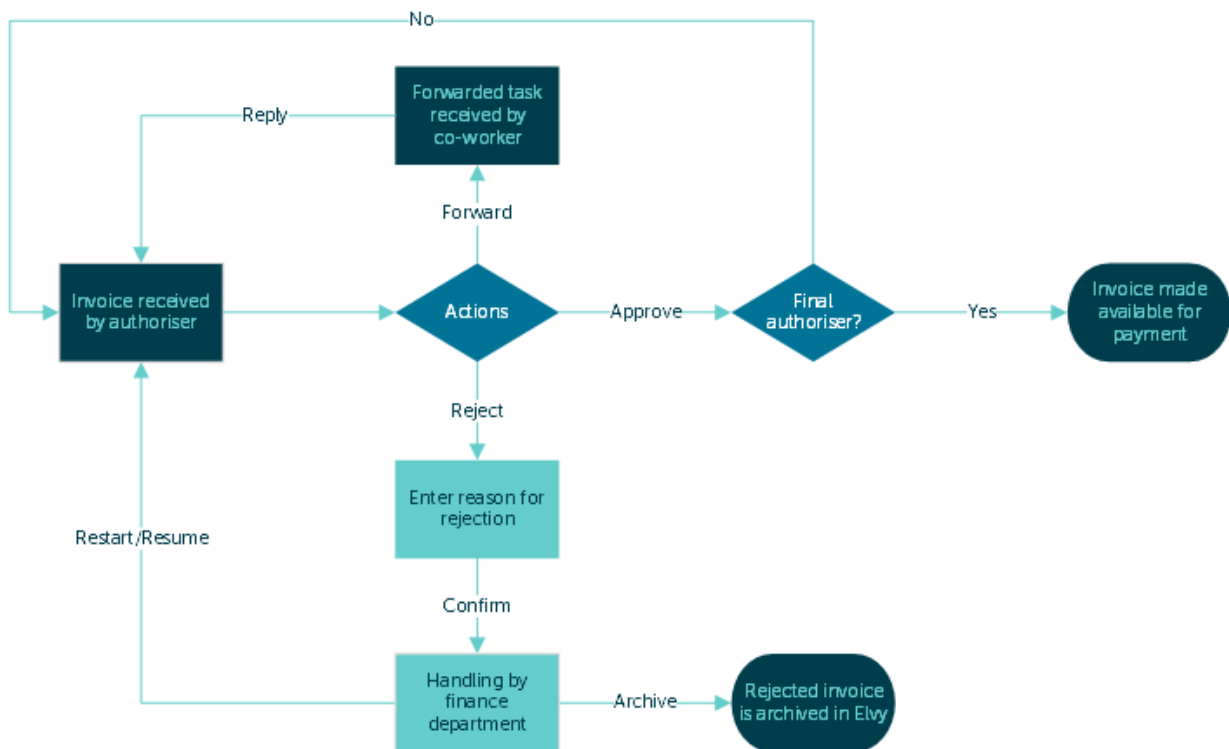 No
Forwarded task
received by
co-worker
Reply
Forward
Invoice received
by authoriser
Actions
Approve
Final
authoriser?
Yes
Invoice made
available for
payment
Reject
Enter reason for
rejection
Restart/Resume
Confirm
Handling by
finance
department
Archive
Rejected invoice
is archived in Elvy